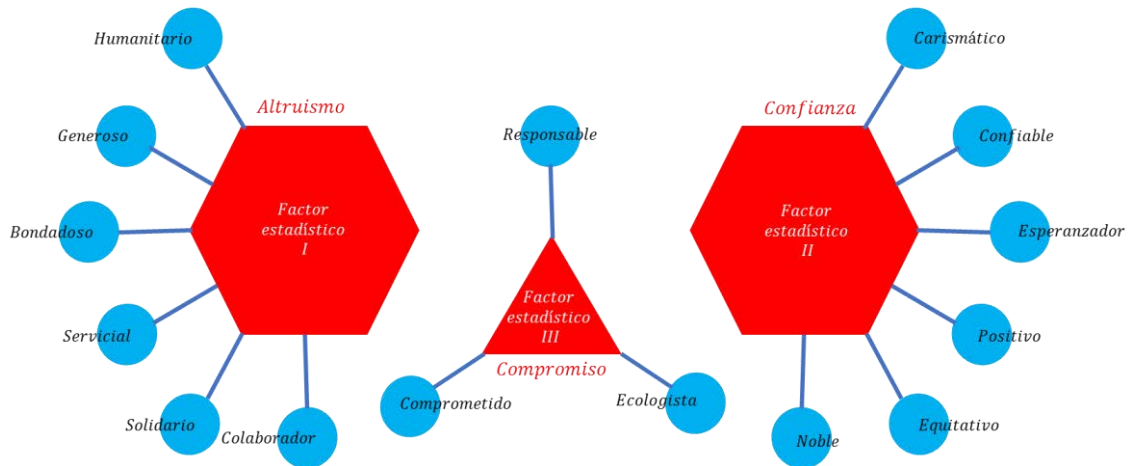 Humanitario
Altruismo
Generoso
Bondadoso
Factor
estadístico
I
Servicial
Solidario
Colaborador
Responsable
Factor
estadístico
III
Compromiso
Comprometido
Ecologista
Carismático
Confianza
Confiable
Factor
estadístico
II
Esperanzador
Positivo
Equitativo
Noble